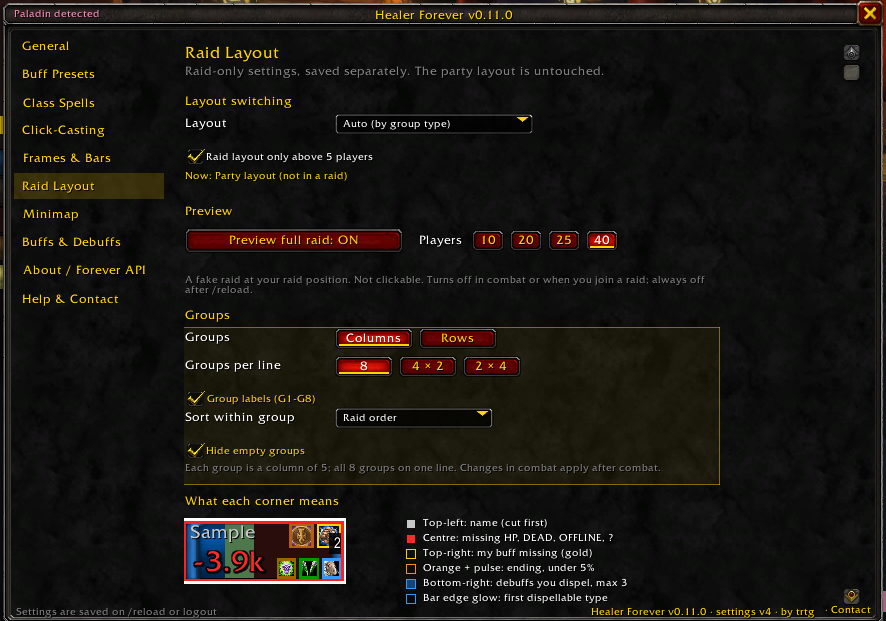 Paladin detected
Healer Forever v0.11.0
General
Buff Presets
Class Spells
Click-Casting
Frames & Bars
Raid Layout
Minimap
Buffs & Debuffs
About / Forever API
Help & Contact
Raid Layout
Raid-only settings, saved separately. The party layout is untouched.
Layout switching
Layout
Auto (by group type)
Raid layout only above 5 players
Now: Party layout (not in a raid)
Preview
Preview full raid: ON
Players
10
20
25
40
A fake raid at your raid position. Not clickable. Turns off in combat or when you join a raid; always off
after /reload.
Groups
Groups
Columns
Rows
Groups per line
8
4 × 2
2 × 4
Group labels (G1-G8)
Sort within group
Raid order
Hide empty groups
Each group is a column of 5; all 8 groups on one line. Changes in combat apply after combat.
What each corner means
Sample
2
-3.9k
Top-left: name (cut first)
Centre: missing HP, DEAD, OFFLINE, ?
Top-right: my buff missing (gold)
Orange + pulse: ending, under 5%
Bottom-right: debuffs you dispel, max 3
Bar edge glow: first dispellable type
Settings are saved on /reload or logout
Healer Forever v0.11.0 · settings v4 · by trtg
· Contact